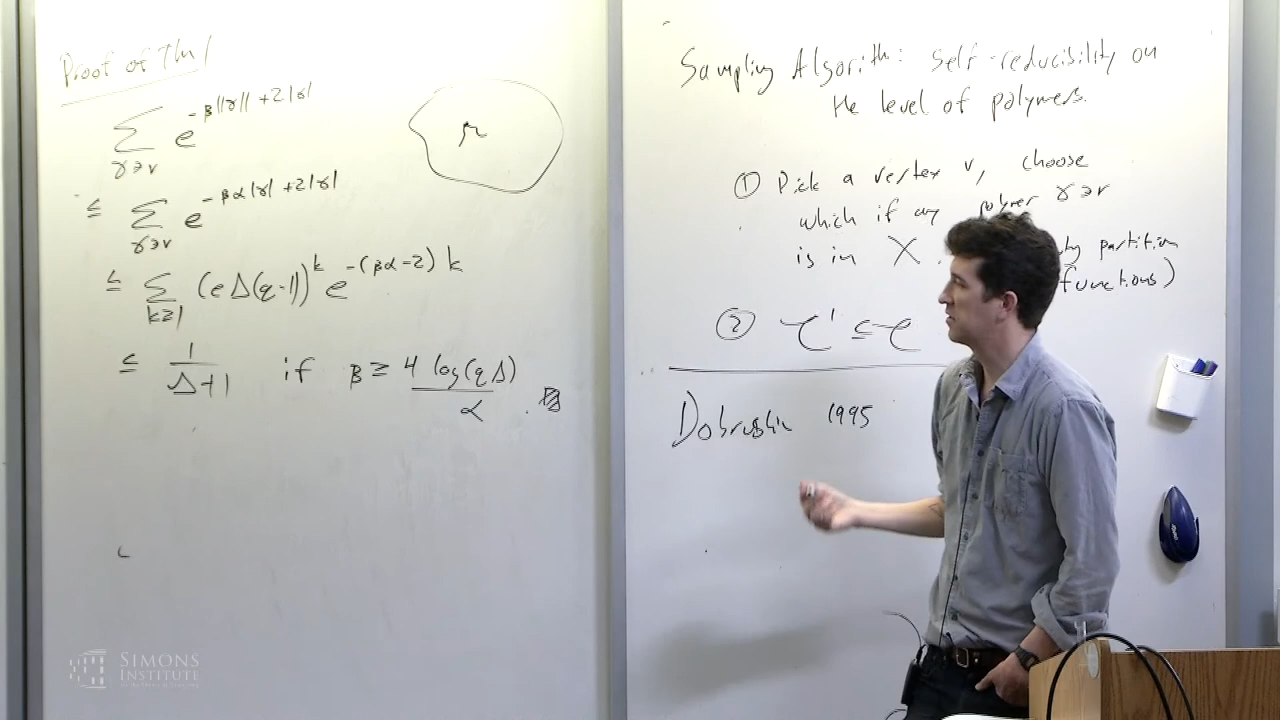 Proof of Thm 1
∑_{γ∋v} e^{-β||γ|| + 2|γ|}
≤ ∑_{γ∋v} e^{-βα|γ| + 2|γ|}
≤ ∑_{k≥1} (eΔ(q-1))^k e^{-(βα-2)k}
≤ 1/(Δ+1) if β ≥ 4 log(qΔ)/α .
Sampling Algorith: Self-reducibility on
the level of polymers.
① Pick a vertex v, choose
which if any polymer γ∋v
is in X. partition
functions)
② C' ⊆ C
Dobrushin 1995
SIMONS
INSTITUTE